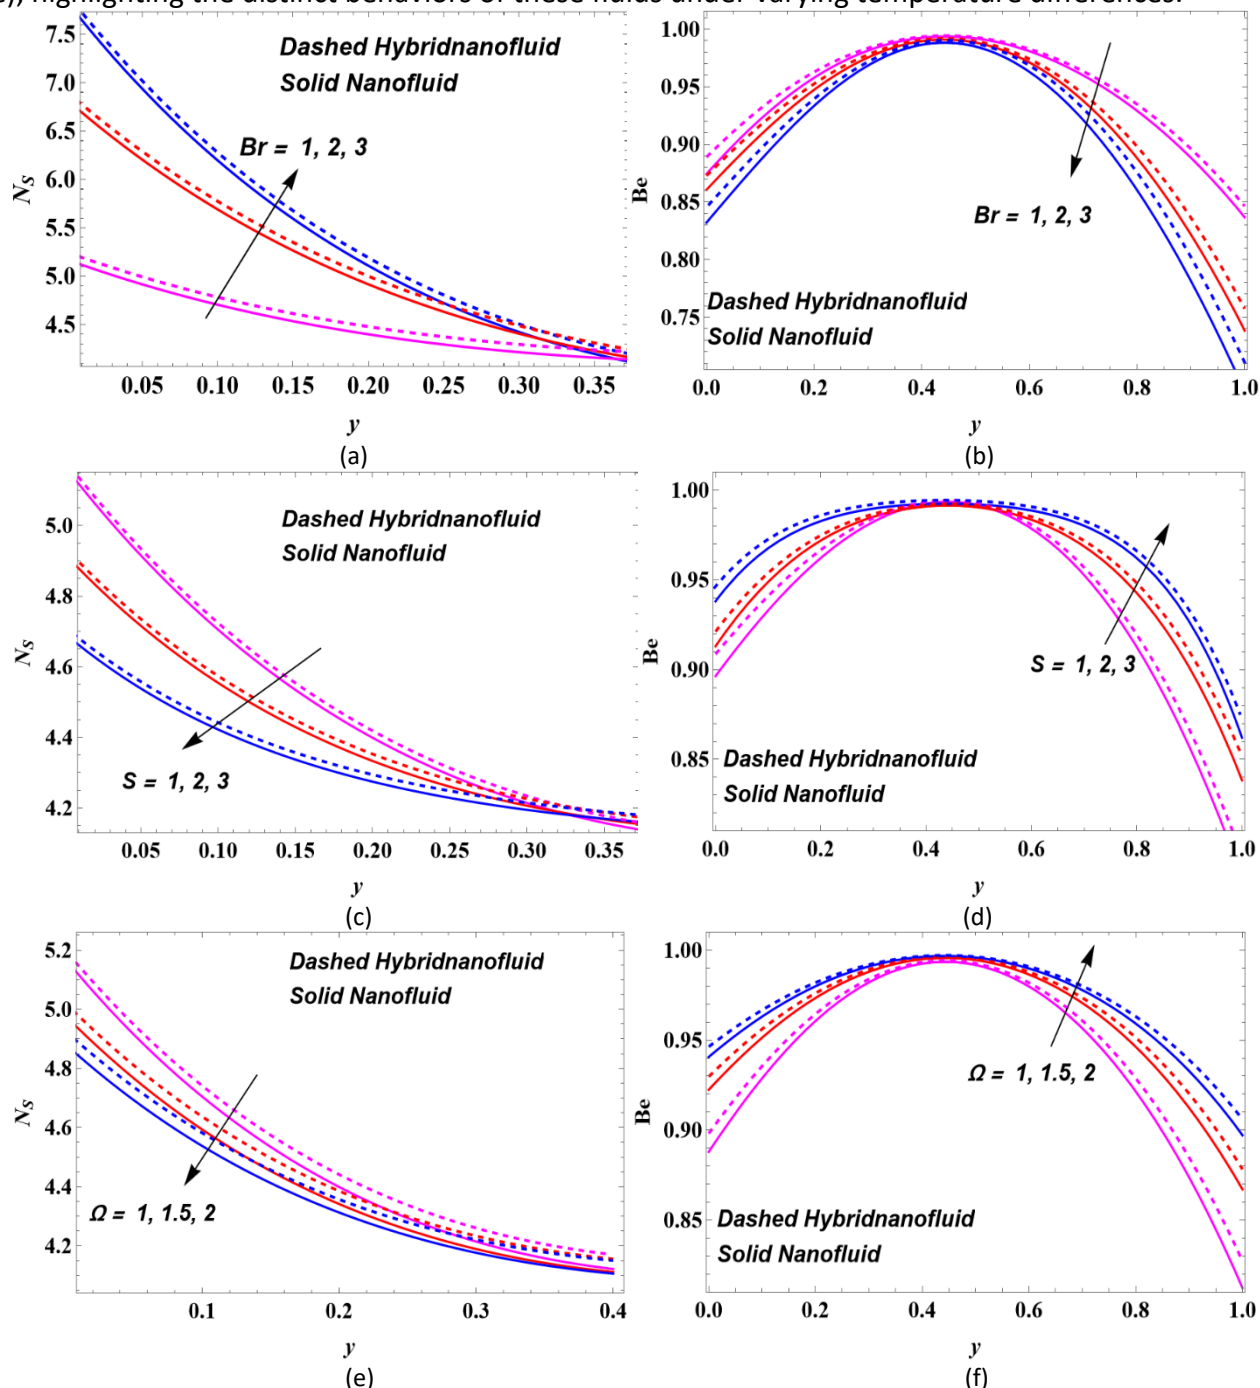 highlighting the distinct behaviors of these fluids under varying temperature differences.
Dashed Hybridnanofluid
Solid Nanofluid
Br = 1, 2, 3
N_S
7.5
7.0
6.5
6.0
5.5
5.0
4.5
0.05 0.10 0.15 0.20 0.25 0.30 0.35
y
(a)
Be
1.00
0.95
0.90
0.85
0.80
0.75
Br = 1, 2, 3
Dashed Hybridnanofluid
Solid Nanofluid
0.0 0.2 0.4 0.6 0.8 1.0
y
(b)
Dashed Hybridnanofluid
Solid Nanofluid
N_S
5.0
4.8
4.6
4.4
4.2
S = 1, 2, 3
0.05 0.10 0.15 0.20 0.25 0.30 0.35
y
(c)
Be
1.00
0.95
0.90
0.85
S = 1, 2, 3
Dashed Hybridnanofluid
Solid Nanofluid
0.0 0.2 0.4 0.6 0.8 1.0
y
(d)
Dashed Hybridnanofluid
Solid Nanofluid
N_S
5.2
5.0
4.8
4.6
4.4
4.2
Ω = 1, 1.5, 2
0.1 0.2 0.3 0.4
y
(e)
Be
1.00
0.95
0.90
0.85
Ω = 1, 1.5, 2
Dashed Hybridnanofluid
Solid Nanofluid
0.0 0.2 0.4 0.6 0.8 1.0
y
(f)